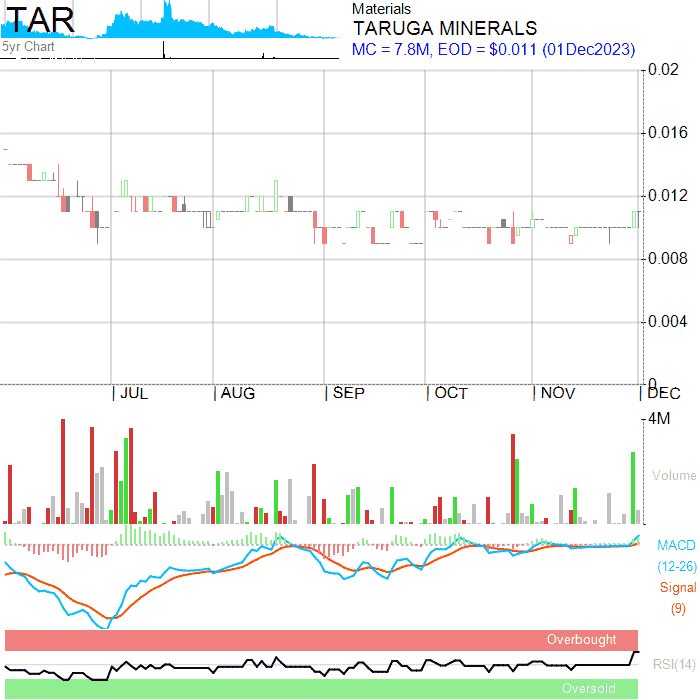 TAR
5yr Chart
Materials
TARUGA MINERALS
MC = 7.8M, EOD = $0.011 (01Dec2023)
0.02
0.016
0.012
0.008
0.004
0
JUL AUG SEP OCT NOV DEC
4M
Volume
MACD
(12-26)
Signal
(9)
Overbought
RSI(14)
Oversold